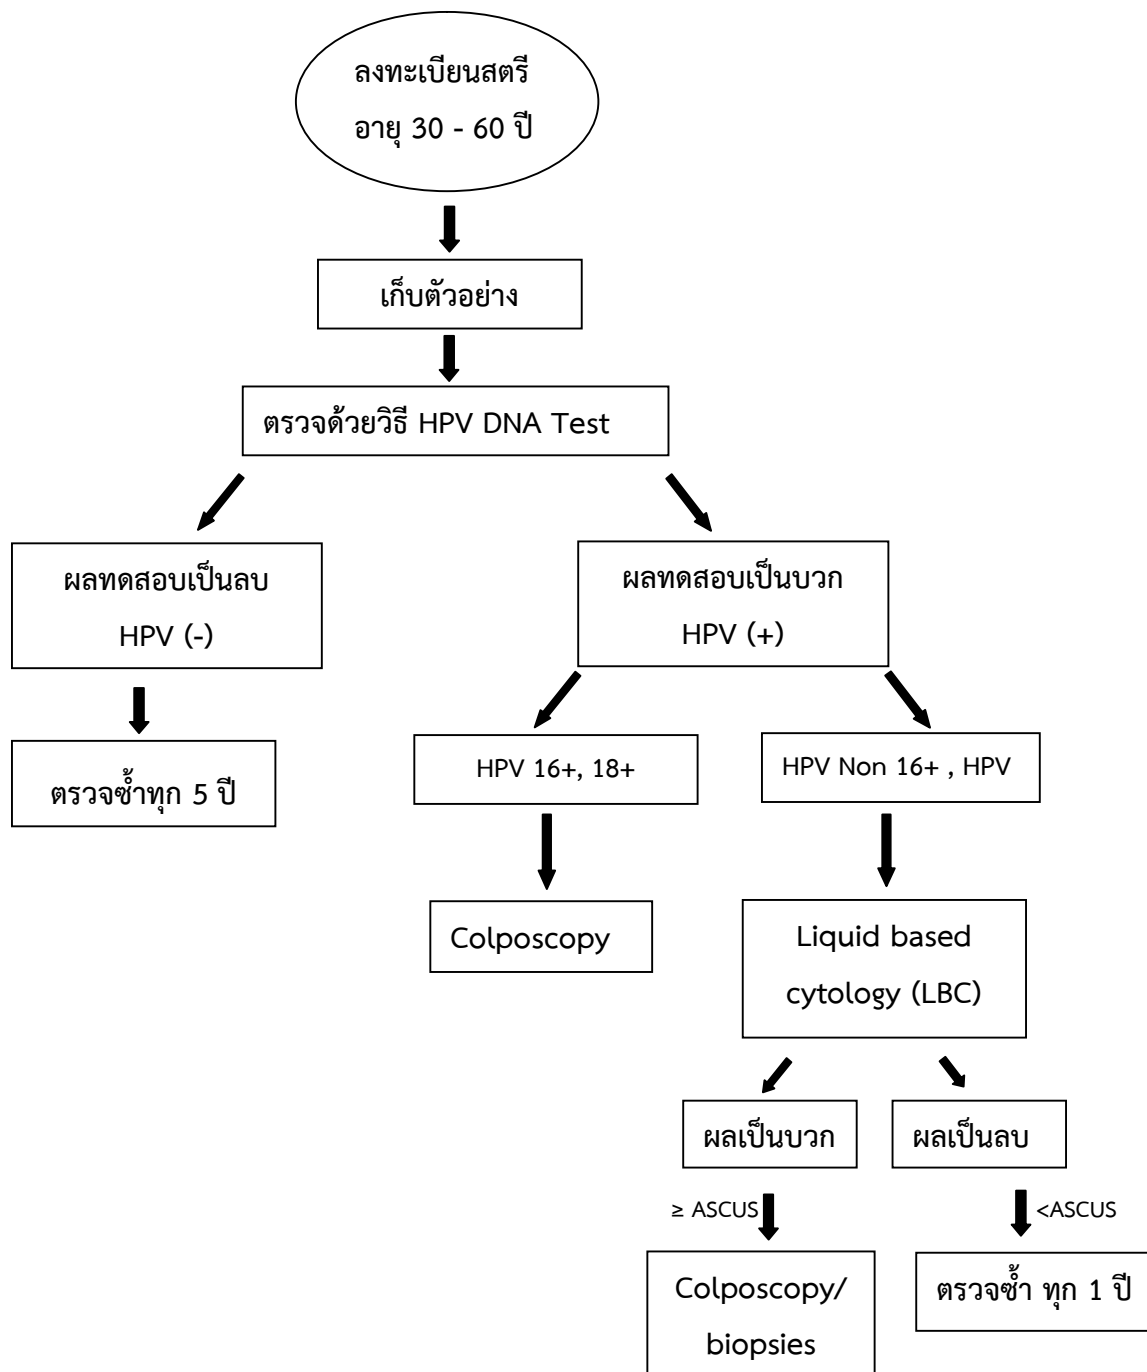 ลงทะเบียนสตรี
อายุ 30 - 60 ปี
เก็บตัวอย่าง
ตรวจด้วยวิธี HPV DNA Test
ผลทดสอบเป็นลบ
HPV (-)
ผลทดสอบเป็นบวก
HPV (+)
ตรวจซ้ำทุก 5 ปี
HPV 16+, 18+
HPV Non 16+ , HPV
Colposcopy
Liquid based
cytology (LBC)
ผลเป็นบวก
ผลเป็นลบ
≥ ASCUS
<ASCUS
Colposcopy/
biopsies
ตรวจซ้ำ ทุก 1 ปี